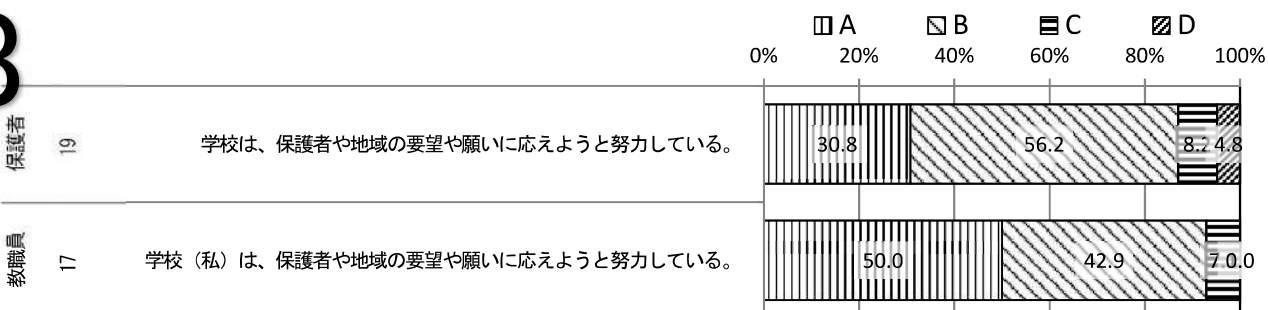 A B C D
0% 20% 40% 60% 80% 100%
保護者 19 学校は、保護者や地域の要望や願いに応えようと努力している。 30.8 56.2 8.2 4.8
教職員 17 学校（私）は、保護者や地域の要望や願いに応えようと努力している。 50.0 42.9 7.0.0